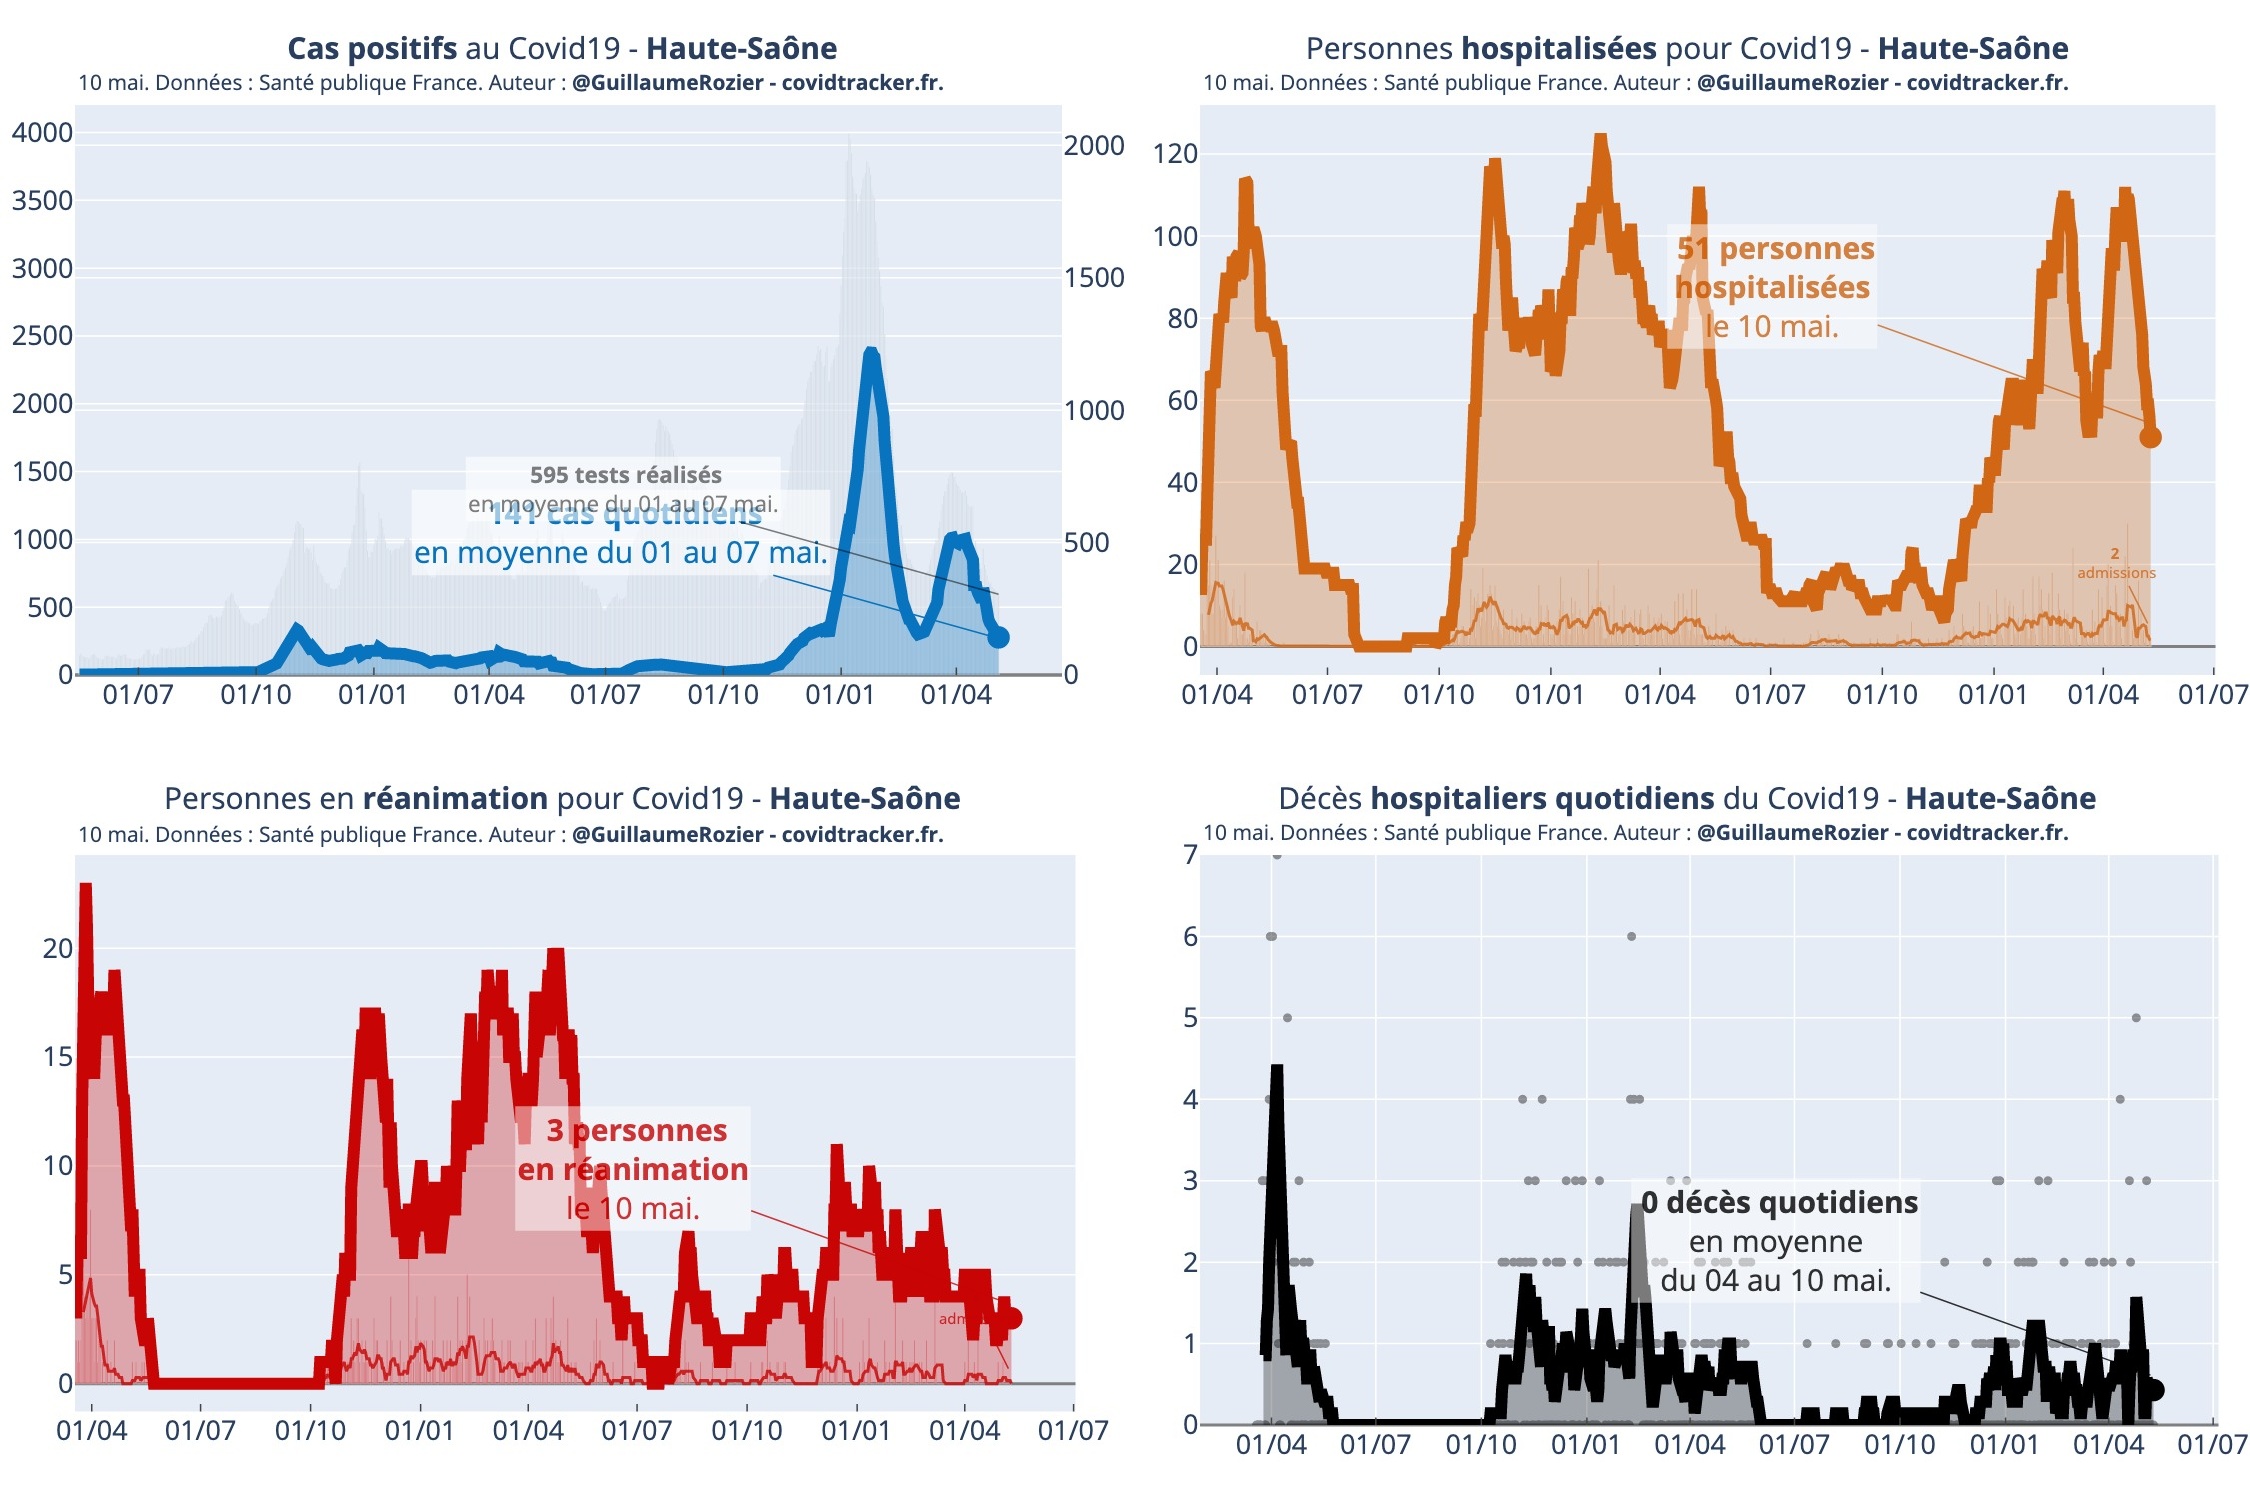 Cas positifs au Covid19 - Haute-Saône
10 mai. Données : Santé publique France. Auteur : @GuillaumeRozier - covidtracker.fr.
4000
3500
3000
2500
2000
1500
1000
500
0
2000
1500
1000
500
0
595 tests réalisés
en moyenne du 01 au 07 mai.
141 cas quotidiens
en moyenne du 01 au 07 mai.
01/07 01/10 01/01 01/04 01/07 01/10 01/01 01/04
Personnes hospitalisées pour Covid19 - Haute-Saône
10 mai. Données : Santé publique France. Auteur : @GuillaumeRozier - covidtracker.fr.
120
100
80
60
40
20
0
51 personnes
hospitalisées
le 10 mai.
2
admissions
01/04 01/07 01/10 01/01 01/04 01/07 01/10 01/01 01/04 01/07
Personnes en réanimation pour Covid19 - Haute-Saône
10 mai. Données : Santé publique France. Auteur : @GuillaumeRozier - covidtracker.fr.
20
15
10
5
0
3 personnes
en réanimation
le 10 mai.
01/04 01/07 01/10 01/01 01/04 01/07 01/10 01/01 01/04 01/07
Décès hospitaliers quotidiens du Covid19 - Haute-Saône
10 mai. Données : Santé publique France. Auteur : @GuillaumeRozier - covidtracker.fr.
7
6
5
4
3
2
1
0
0 décès quotidiens
en moyenne
du 04 au 10 mai.
01/04 01/07 01/10 01/01 01/04 01/07 01/10 01/01 01/04 01/07